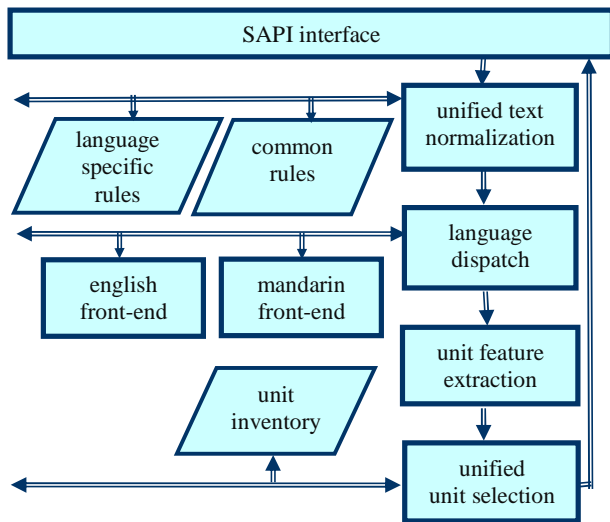 SAPI interface
unified text
normalization
language
specific
rules
common
rules
language
dispatch
english
front-end
mandarin
front-end
unit feature
extraction
unit
inventory
unified
unit selection